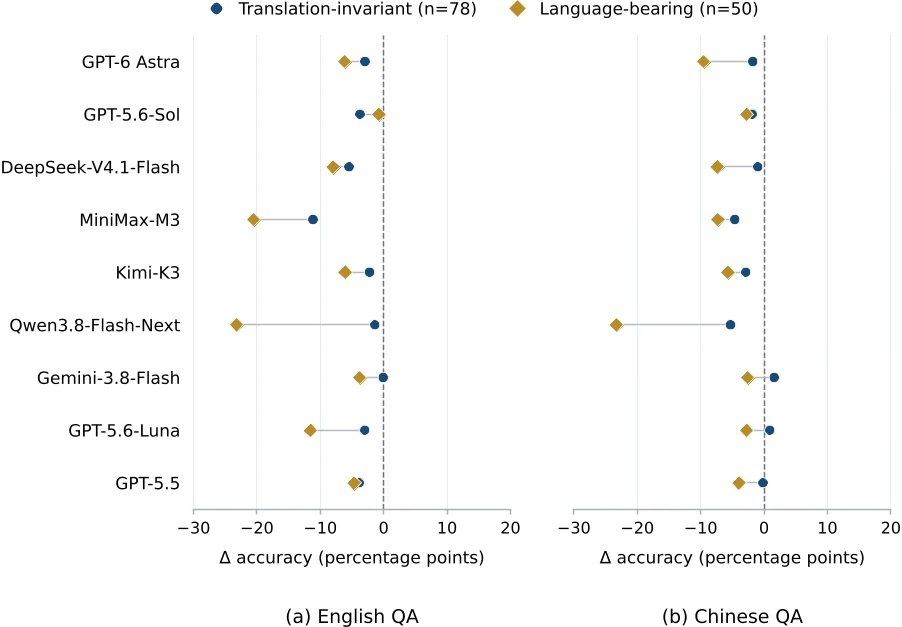 Translation-invariant (n=78) Language-bearing (n=50)
GPT-6 Astra
GPT-5.6-Sol
DeepSeek-V4.1-Flash
MiniMax-M3
Kimi-K3
Qwen3.8-Flash-Next
Gemini-3.8-Flash
GPT-5.6-Luna
GPT-5.5
−30 −20 −10 0 10 20
Δ accuracy (percentage points)
(a) English QA
−30 −20 −10 0 10 20
Δ accuracy (percentage points)
(b) Chinese QA